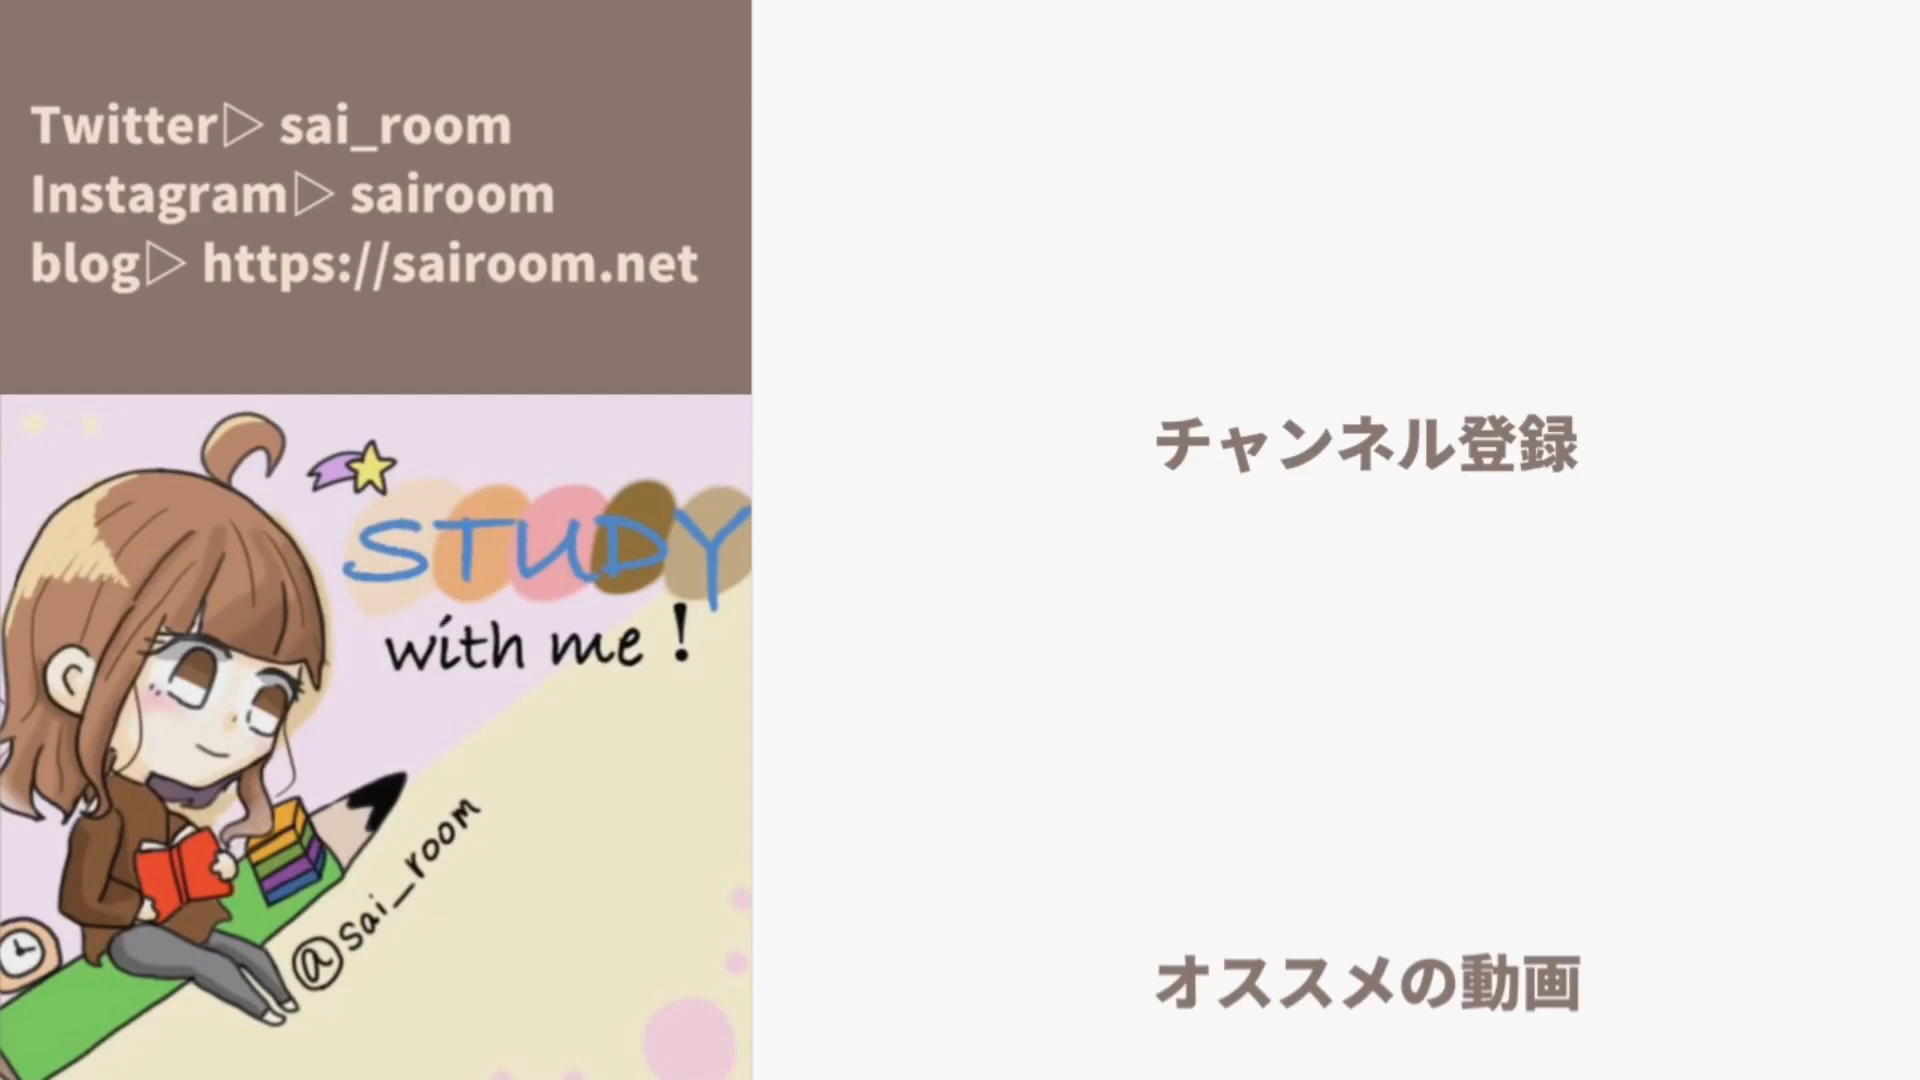 Twitter▷ sai_room
Instagram▷ sairoom
blog▷ https://sairoom.net
STUDY
with me !
@sai_room
チャンネル登録
オススメの動画